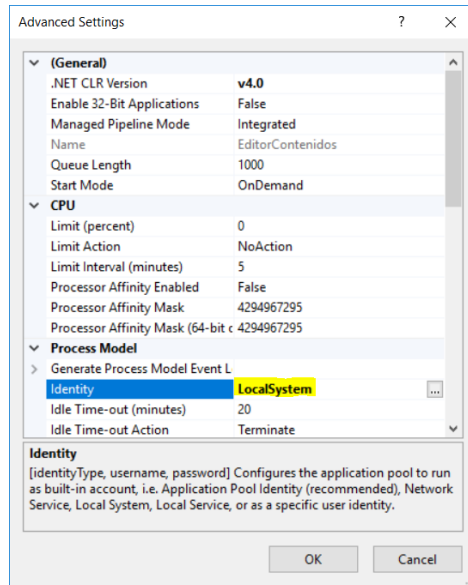 Advanced Settings ? ×
(General)
.NET CLR Version v4.0
Enable 32-Bit Applications False
Managed Pipeline Mode Integrated
Name EditorContenidos
Queue Length 1000
Start Mode OnDemand
CPU
Limit (percent) 0
Limit Action NoAction
Limit Interval (minutes) 5
Processor Affinity Enabled False
Processor Affinity Mask 4294967295
Processor Affinity Mask (64-bit c 4294967295
Process Model
Generate Process Model Event L
Identity LocalSystem ...
Idle Time-out (minutes) 20
Idle Time-out Action Terminate
Identity
[identityType, username, password] Configures the application pool to run
as built-in account, i.e. Application Pool Identity (recommended), Network
Service, Local System, Local Service, or as a specific user identity.
OK Cancel